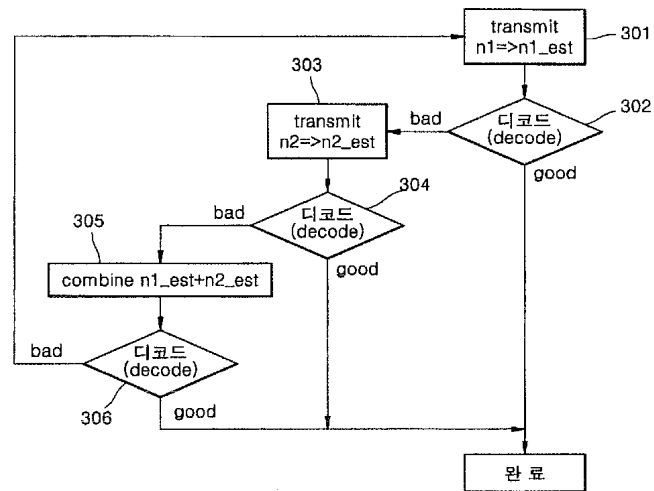 transmit
n1=>n1_est
301
303
302
transmit
n2=>n2_est
bad
디코드
(decode)
good
304
bad
디코드
(decode)
good
305
combine n1_est+n2_est
bad
디코드
(decode)
306
good
완 료